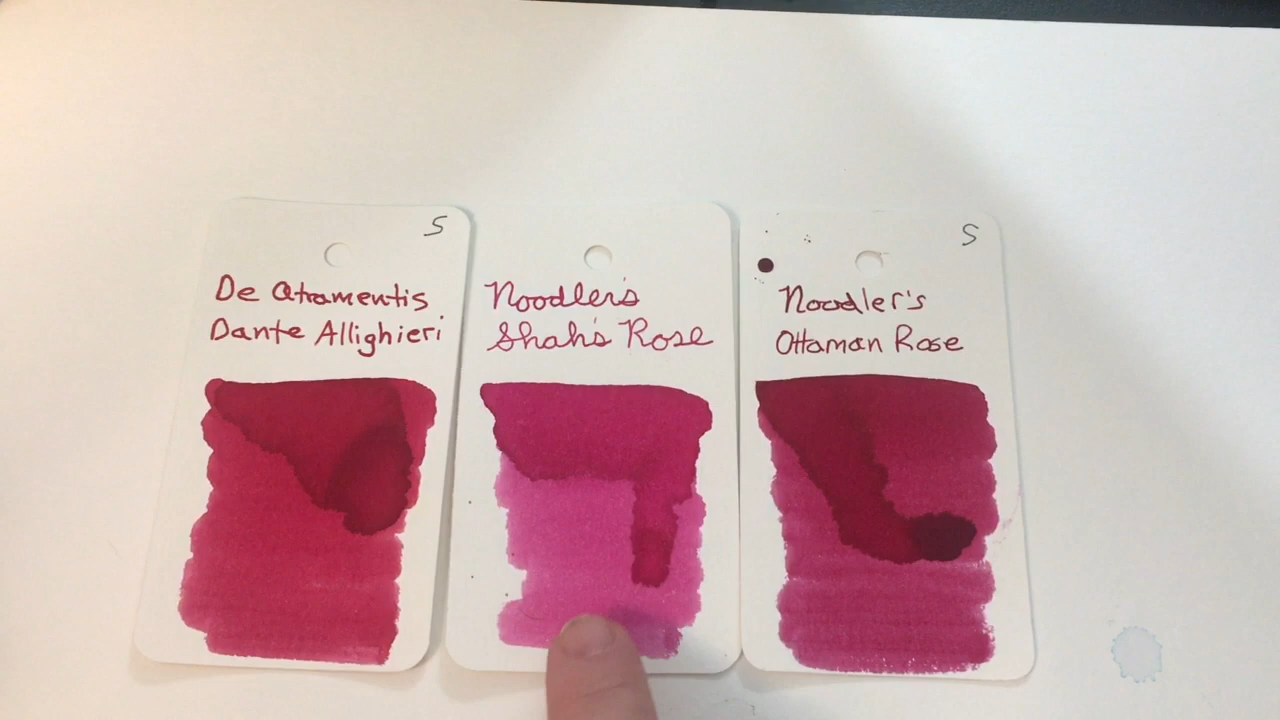 S
De Atramentis
Dante Allighieri
Noodler's
Shah's Rose
S
Noodler's
Ottoman Rose